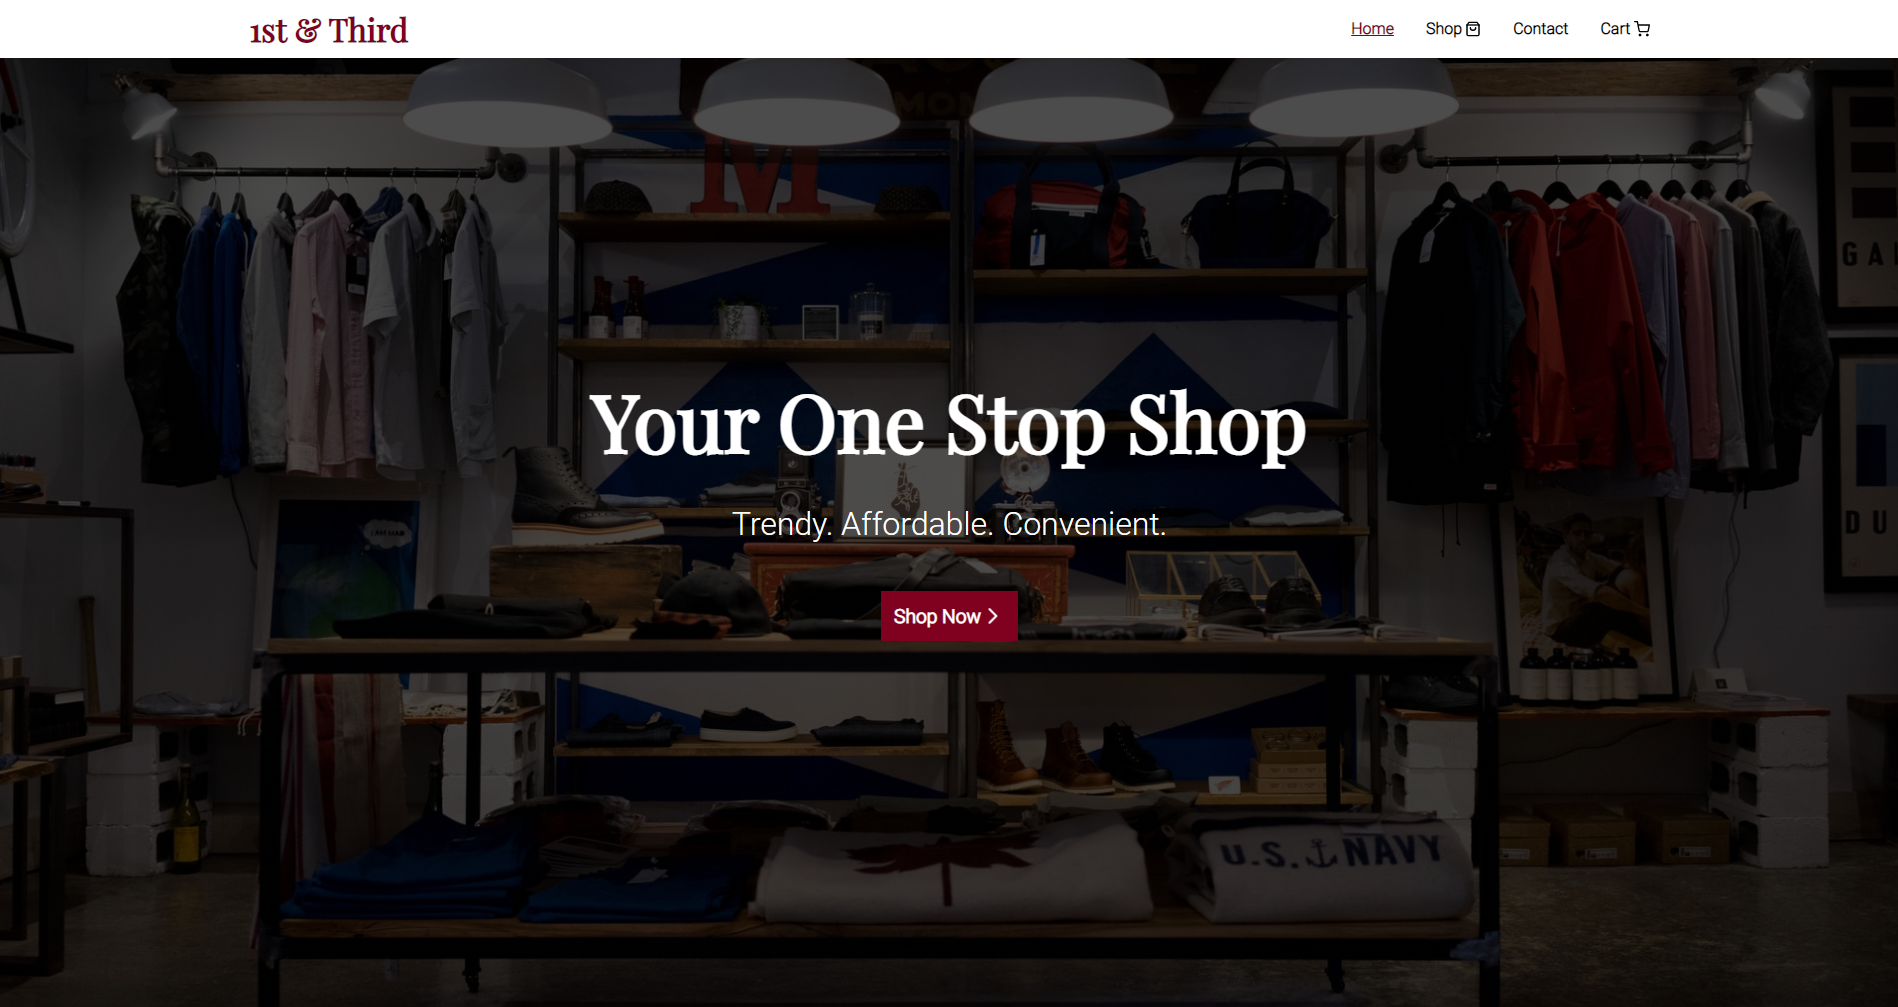 1st & Third
Home
Shop
Contact
Cart
M
GA
Your One Stop Shop
Trendy. Affordable. Convenient.
DU
Shop Now
U.S. NAVY